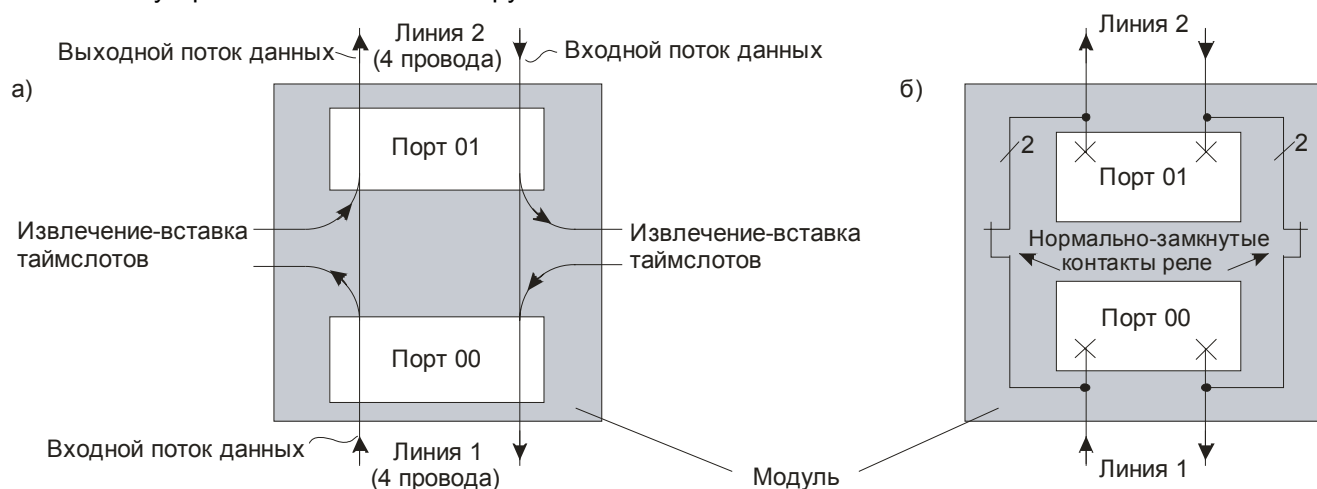 Линия 2
(4 провода)
Выходной поток данных
Входной поток данных
а)
Порт 01
Извлечение-вставка
таймслотов
Извлечение-вставка
таймслотов
Порт 00
Входной поток данных
Линия 1
(4 провода)
Модуль
б)
Линия 2
2
2
Порт 01
Нормально-замкнутые
контакты реле
Порт 00
Линия 1